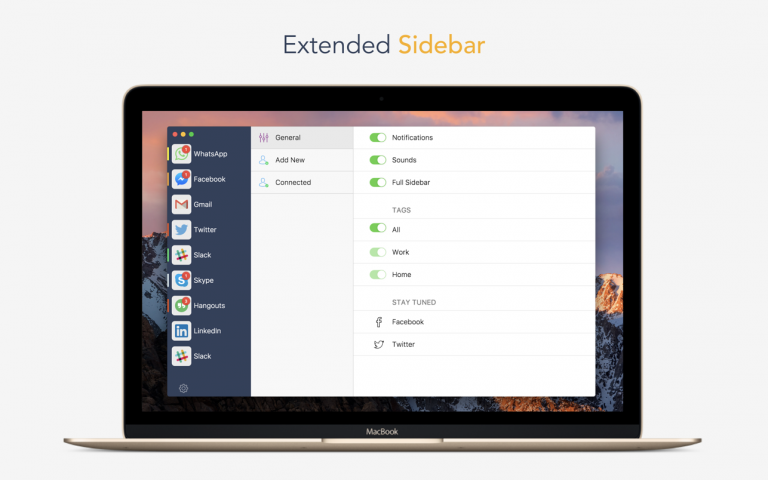 Extended Sidebar
WhatsApp
Facebook
Gmail
Twitter
Slack
Skype
Hangouts
LinkedIn
Slack
General
Add New
Connected
Notifications
Sounds
Full Sidebar
TAGS
All
Work
Home
STAY TUNED
Facebook
Twitter
MacBook